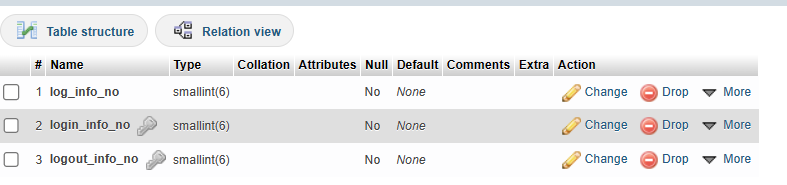 Table structure Relation view
# Name Type Collation Attributes Null Default Comments Extra Action
1 log_info_no smallint(6) No None Change Drop More
2 login_info_no smallint(6) No None Change Drop More
3 logout_info_no smallint(6) No None Change Drop More